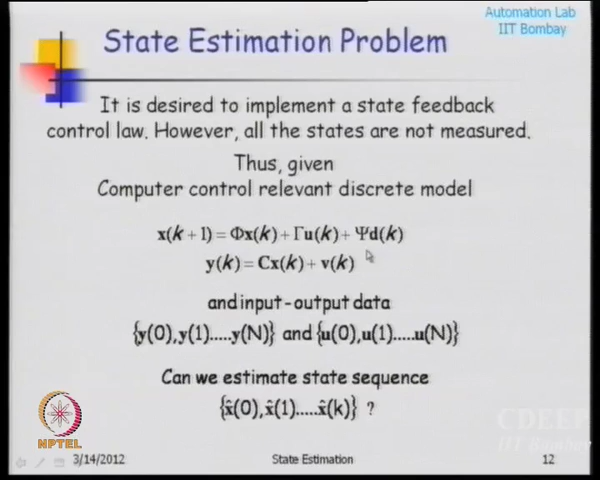 Automation Lab
IIT Bombay
State Estimation Problem
It is desired to implement a state feedback
control law. However, all the states are not measured.
Thus, given
Computer control relevant discrete model
x(k + 1) = Φx(k) + Γu(k) + Ψd(k)
y(k) = Cx(k) + v(k)
and input-output data
{y(0), y(1).....y(N)} and {u(0), u(1).....u(N)}
Can we estimate state sequence
{x̂(0), x̂(1).....x̂(k)} ?
NPTEL
CDEEP
IIT Bombay
3/14/2012
State Estimation
12